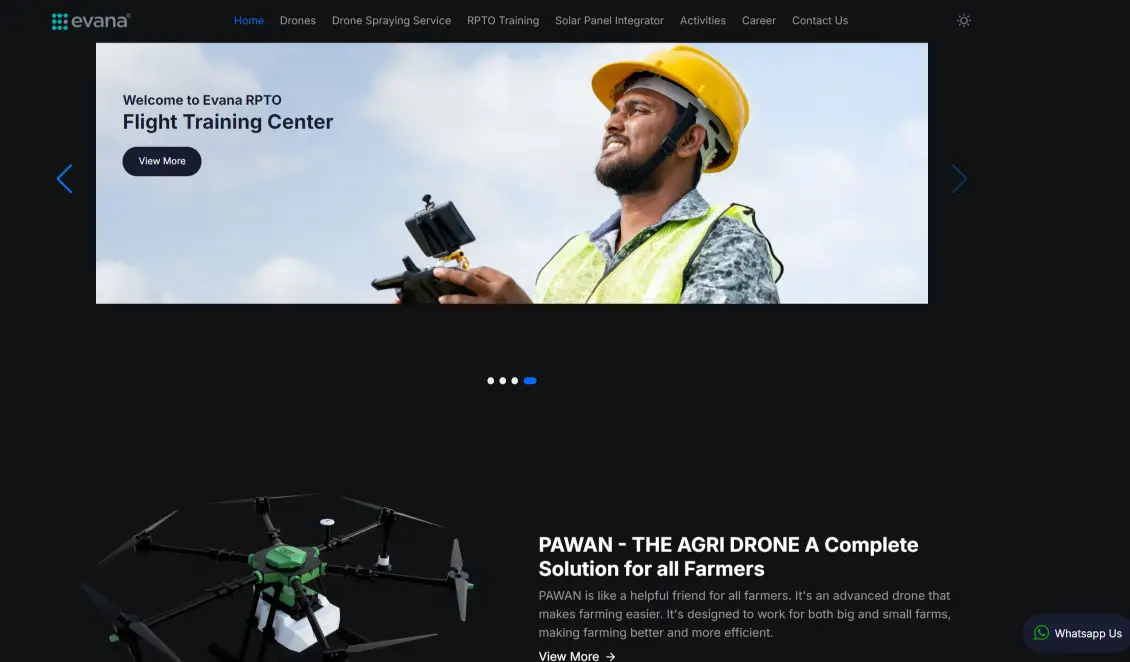 evana
Home Drones Drone Spraying Service RPTO Training Solar Panel Integrator Activities Career Contact Us
Welcome to Evana RPTO
Flight Training Center
View More
PAWAN - THE AGRI DRONE A Complete
Solution for all Farmers
PAWAN is like a helpful friend for all farmers. It's an advanced drone that
makes farming easier. It's designed to work for both big and small farms,
making farming better and more efficient.
View More →
Whatsapp Us